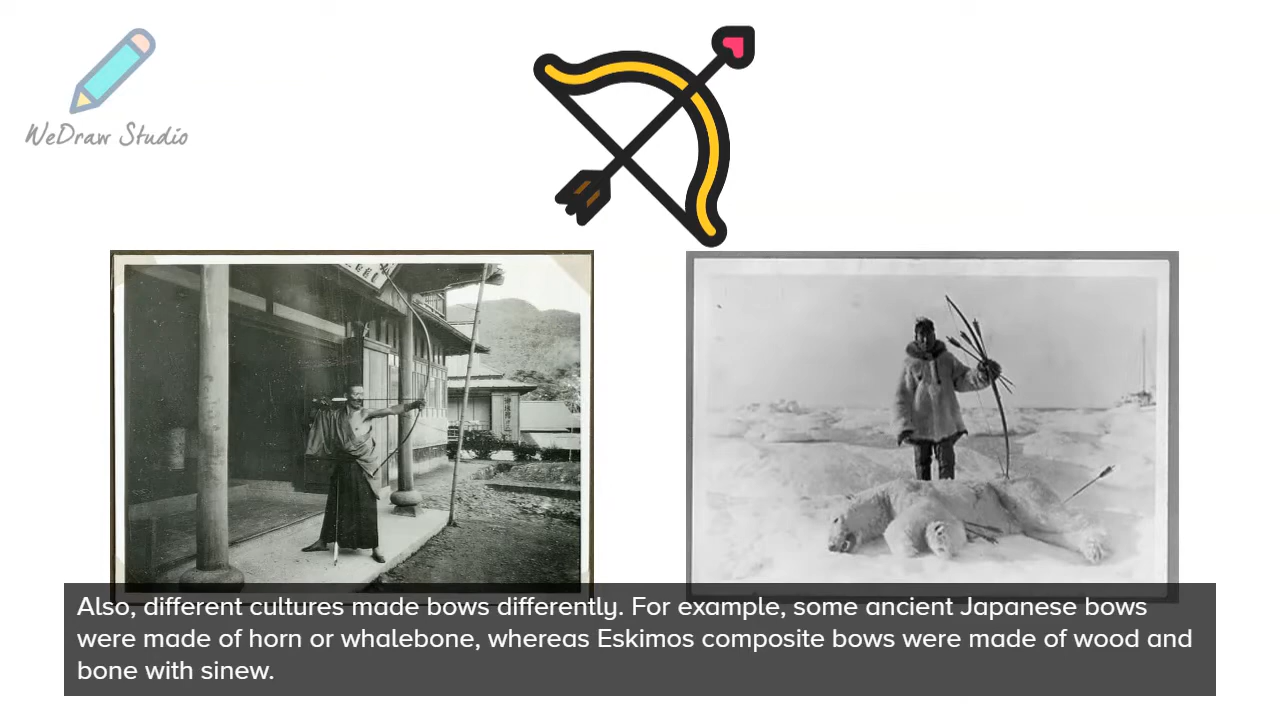 WeDraw Studio
Also, different cultures made bows differently. For example, some ancient Japanese bows
were made of horn or whalebone, whereas Eskimos composite bows were made of wood and
bone with sinew.